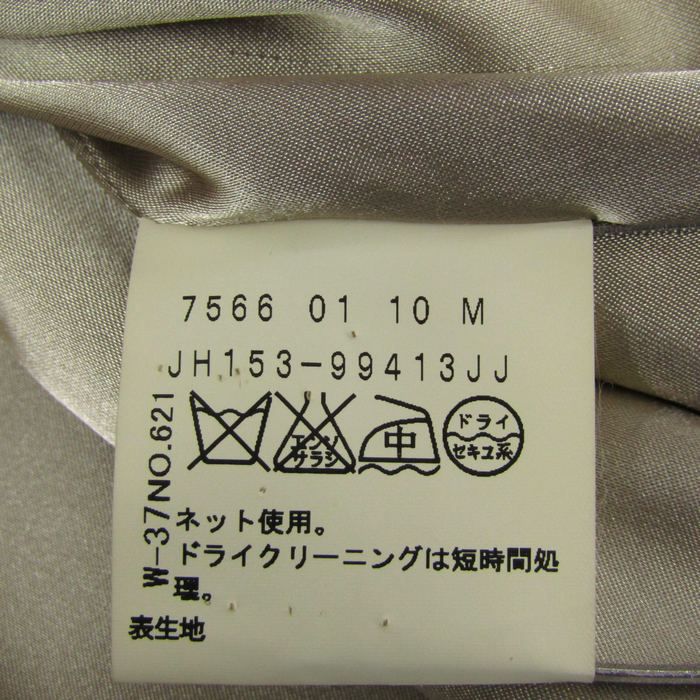 7566 01 10 M
JH153-99413JJ
W-37NO.621
エンソ
サラシ
中
ドライ
セキユ系
ネット使用。
ドライクリーニングは短時間処
理。
表生地